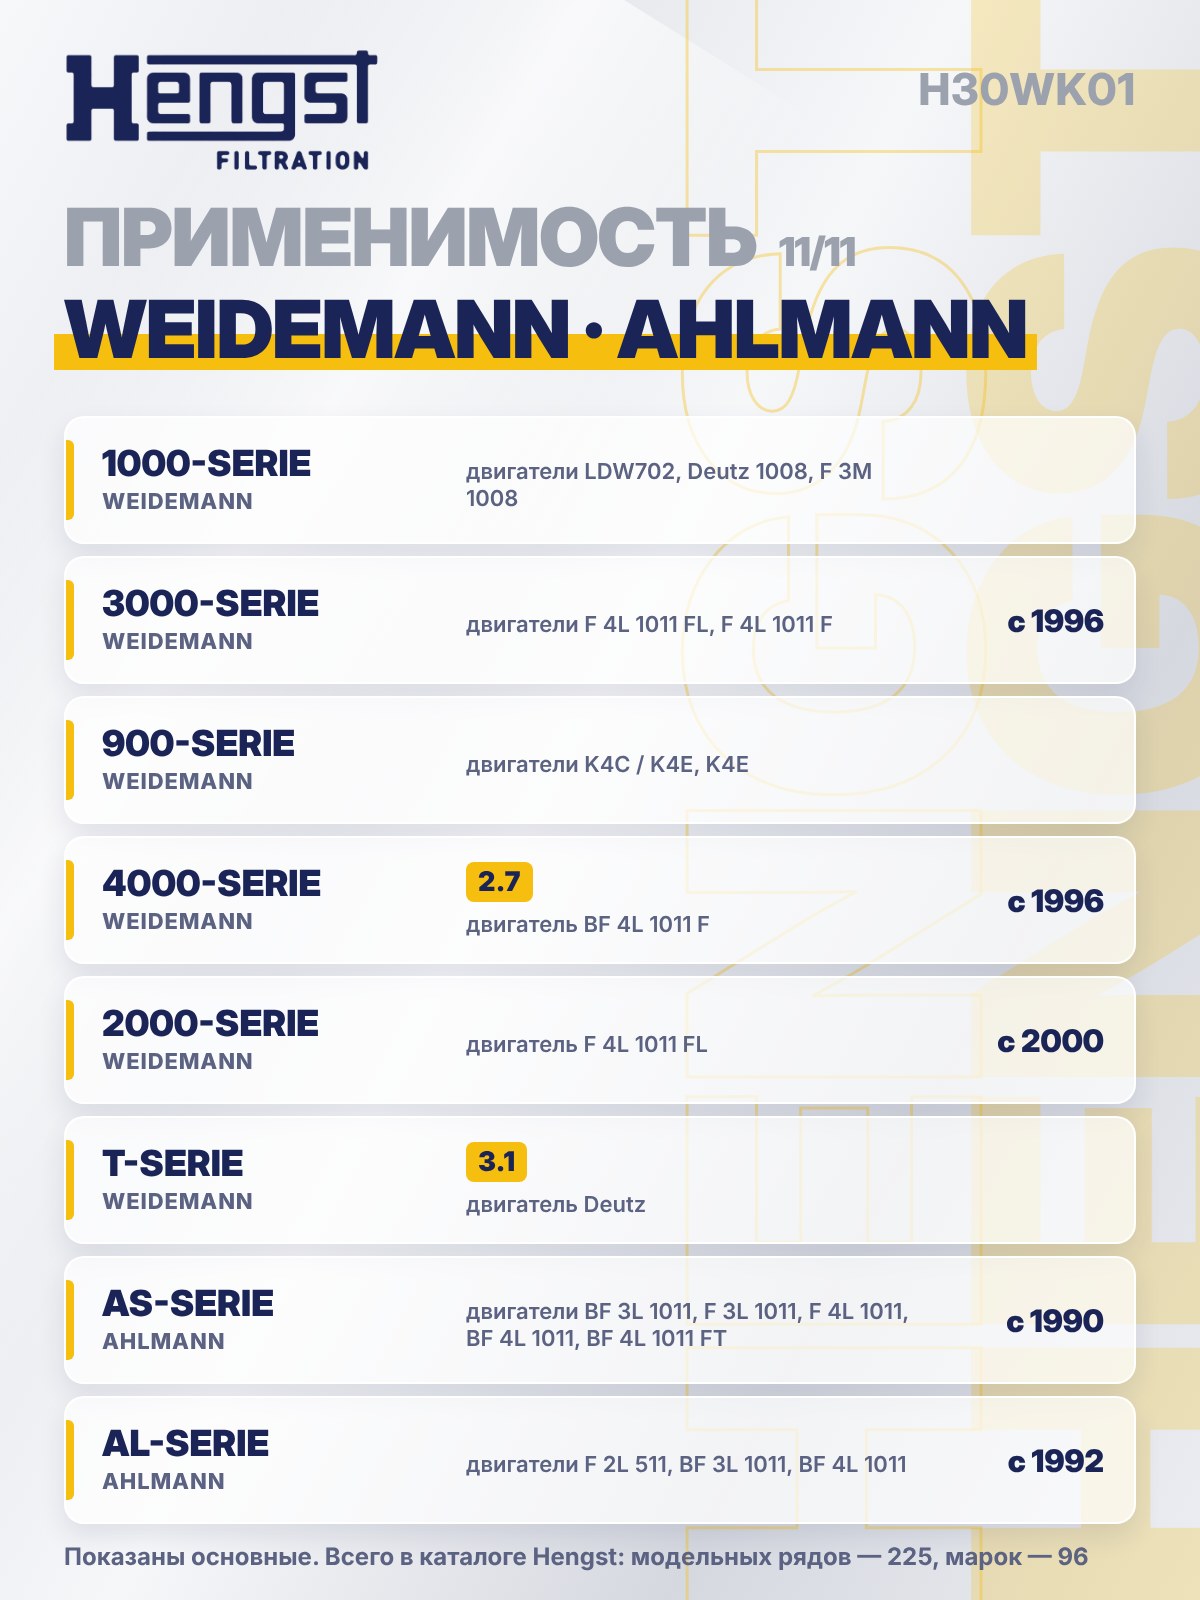 Hengst
FILTRATION
H30WK01
ПРИМЕНИМОСТЬ 11/11
WEIDEMANN · AHLMANN
1000-SERIE
WEIDEMANN
двигатели LDW702, Deutz 1008, F 3M
1008
3000-SERIE
WEIDEMANN
двигатели F 4L 1011 FL, F 4L 1011 F
с 1996
900-SERIE
WEIDEMANN
двигатели K4C / K4E, K4E
4000-SERIE
WEIDEMANN
2.7
двигатель BF 4L 1011 F
с 1996
2000-SERIE
WEIDEMANN
двигатель F 4L 1011 FL
с 2000
T-SERIE
WEIDEMANN
3.1
двигатель Deutz
AS-SERIE
AHLMANN
двигатели BF 3L 1011, F 3L 1011, F 4L 1011,
BF 4L 1011, BF 4L 1011 FT
с 1990
AL-SERIE
AHLMANN
двигатели F 2L 511, BF 3L 1011, BF 4L 1011
с 1992
Показаны основные. Всего в каталоге Hengst: модельных рядов — 225, марок — 96
HENGST
HENGST